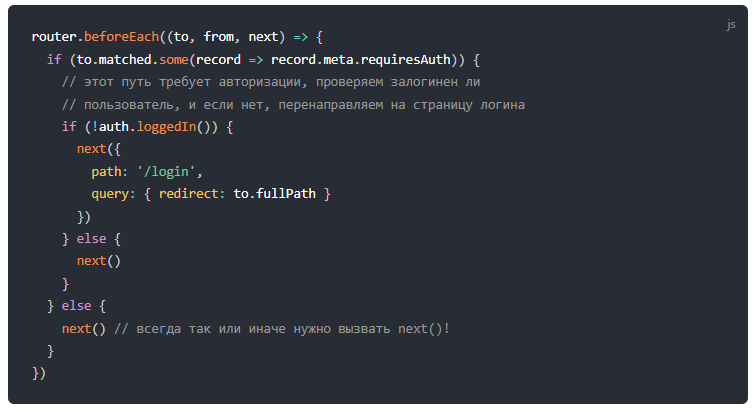 js
router.beforeEach((to, from, next) => {
  if (to.matched.some(record => record.meta.requiresAuth)) {
    // этот путь требует авторизации, проверяем залогинен ли
    // пользователь, и если нет, перенаправляем на страницу логина
    if (!auth.loggedIn()) {
      next({
        path: '/login',
        query: { redirect: to.fullPath }
      })
    } else {
      next()
    }
  } else {
    next() // всегда так или иначе нужно вызвать next()!
  }
})